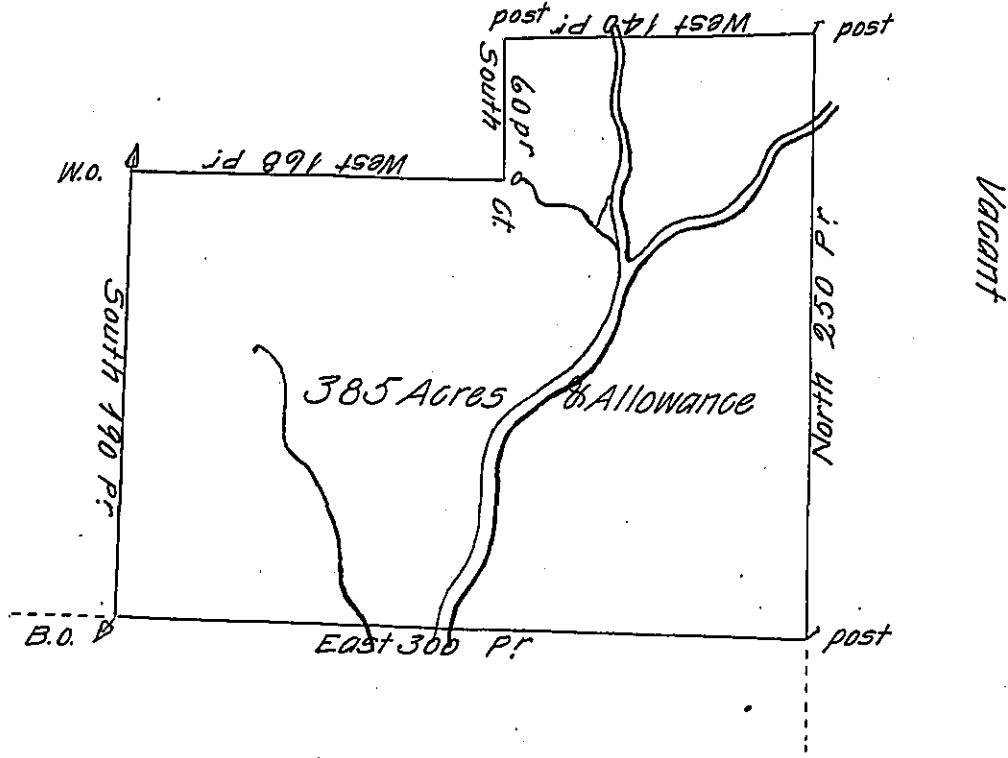 post
West 140 pr
post
South
60 pr
W.O.
West 168 pr
Ct.
Vacant
North 250 pr
South 190 pr
385 Acres & Allowance
B.O.
East 300 pr
post